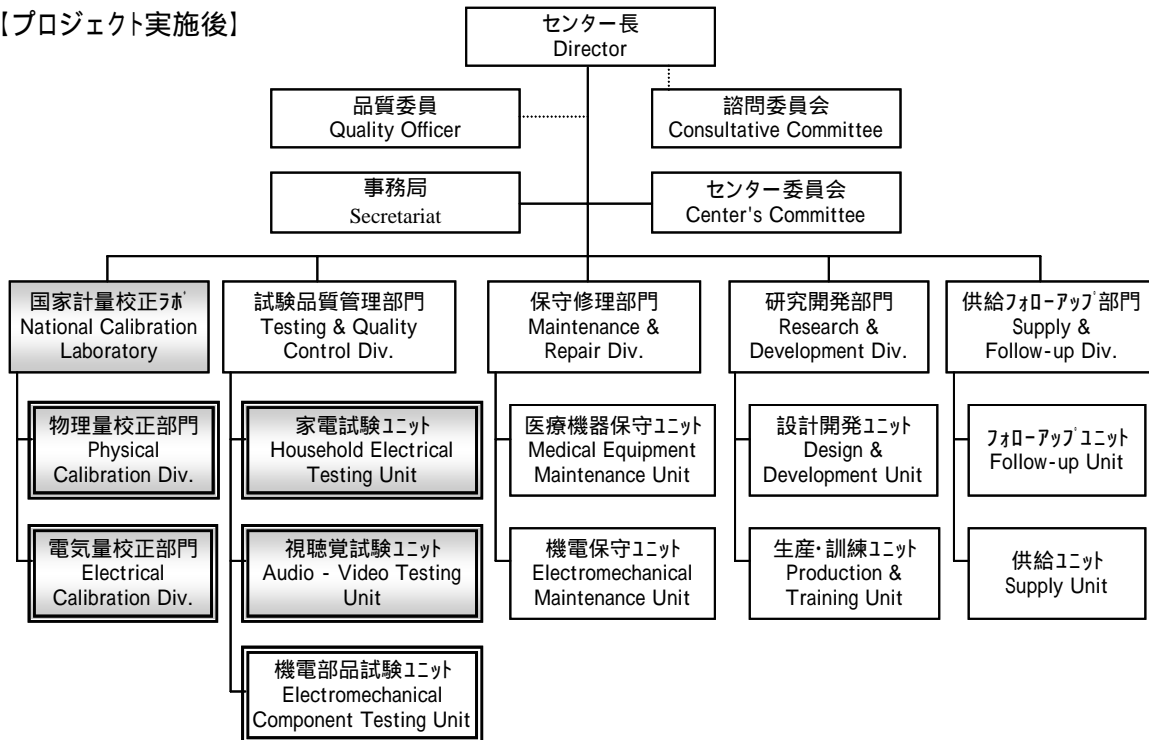 【プロジェクト実施後】
センター長
Director
品質委員
Quality Officer
諮問委員会
Consultative Committee
事務局
Secretariat
センター委員会
Center's Committee
国家計量校正ﾗﾎﾞ
National Calibration
Laboratory
試験品質管理部門
Testing & Quality
Control Div.
保守修理部門
Maintenance &
Repair Div.
研究開発部門
Research &
Development Div.
供給ﾌｫﾛｰｱｯﾌﾟ部門
Supply &
Follow-up Div.
物理量校正部門
Physical
Calibration Div.
家電試験ﾕﾆｯﾄ
Household Electrical
Testing Unit
医療機器保守ﾕﾆｯﾄ
Medical Equipment
Maintenance Unit
設計開発ﾕﾆｯﾄ
Design &
Development Unit
ﾌｫﾛｰｱｯﾌﾟﾕﾆｯﾄ
Follow-up Unit
電気量校正部門
Electrical
Calibration Div.
視聴覚試験ﾕﾆｯﾄ
Audio - Video Testing
Unit
機電保守ﾕﾆｯﾄ
Electromechanical
Maintenance Unit
生産･訓練ﾕﾆｯﾄ
Production &
Training Unit
供給ﾕﾆｯﾄ
Supply Unit
機電部品試験ﾕﾆｯﾄ
Electromechanical
Component Testing Unit